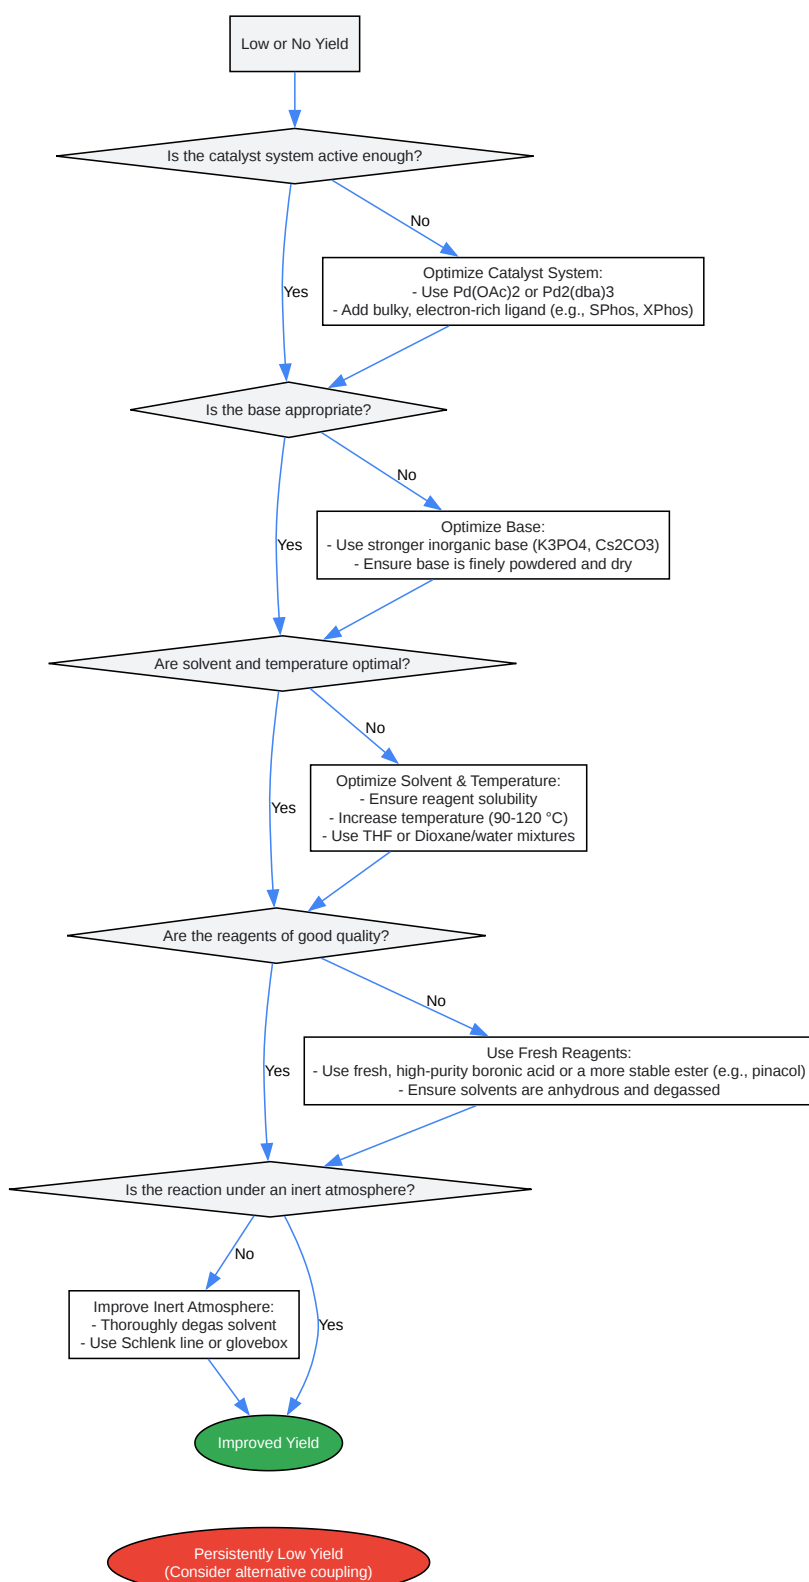 Low or No Yield
Is the catalyst system active enough?
No
Yes
Optimize Catalyst System:
- Use Pd(OAc)2 or Pd2(dba)3
- Add bulky, electron-rich ligand (e.g., SPhos, XPhos)
Is the base appropriate?
No
Yes
Optimize Base:
- Use stronger inorganic base (K3PO4, Cs2CO3)
- Ensure base is finely powdered and dry
Are solvent and temperature optimal?
No
Yes
Optimize Solvent & Temperature:
- Ensure reagent solubility
- Increase temperature (90-120 °C)
- Use THF or Dioxane/water mixtures
Are the reagents of good quality?
No
Yes
Use Fresh Reagents:
- Use fresh, high-purity boronic acid or a more stable ester (e.g., pinacol)
- Ensure solvents are anhydrous and degassed
Is the reaction under an inert atmosphere?
No
Yes
Improve Inert Atmosphere:
- Thoroughly degas solvent
- Use Schlenk line or glovebox
Improved Yield
Persistently Low Yield
(Consider alternative coupling)